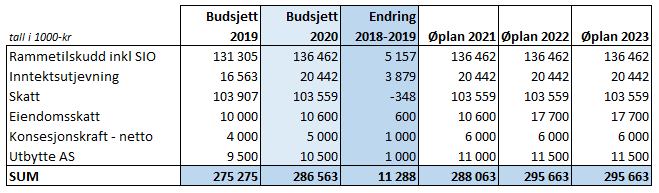 Budsjett Budsjett Endring
tall i 1000-kr 2019 2020 2018-2019 Øplan 2021 Øplan 2022 Øplan 2023
Rammetilskudd inkl SIO 131 305 136 462 5 157 136 462 136 462 136 462
Inntektsutjevning 16 563 20 442 3 879 20 442 20 442 20 442
Skatt 103 907 103 559 -348 103 559 103 559 103 559
Eiendomsskatt 10 000 10 600 600 10 600 17 700 17 700
Konsesjonskraft - netto 4 000 5 000 1 000 6 000 6 000 6 000
Utbytte AS 9 500 10 500 1 000 11 000 11 500 11 500
SUM 275 275 286 563 11 288 288 063 295 663 295 663